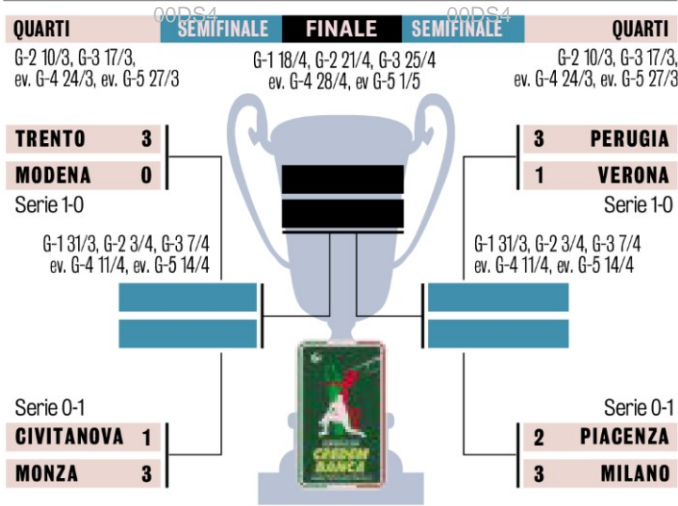 00DS4 00DS4
QUARTI SEMIFINALE FINALE SEMIFINALE QUARTI
G-2 10/3, G-3 17/3,
ev. G-4 24/3, ev. G-5 27/3
G-1 18/4, G-2 21/4, G-3 25/4
ev. G-4 28/4, ev G-5 1/5
G-2 10/3, G-3 17/3,
ev. G-4 24/3, ev. G-5 27/3
TRENTO 3
MODENA 0
Serie 1-0
3 PERUGIA
1 VERONA
Serie 1-0
G-1 31/3, G-2 3/4, G-3 7/4
ev. G-4 11/4, ev. G-5 14/4
G-1 31/3, G-2 3/4, G-3 7/4
ev. G-4 11/4, ev. G-5 14/4
Serie 0-1
CIVITANOVA 1
MONZA 3
Serie 0-1
2 PIACENZA
3 MILANO
CREDEM
BANCA